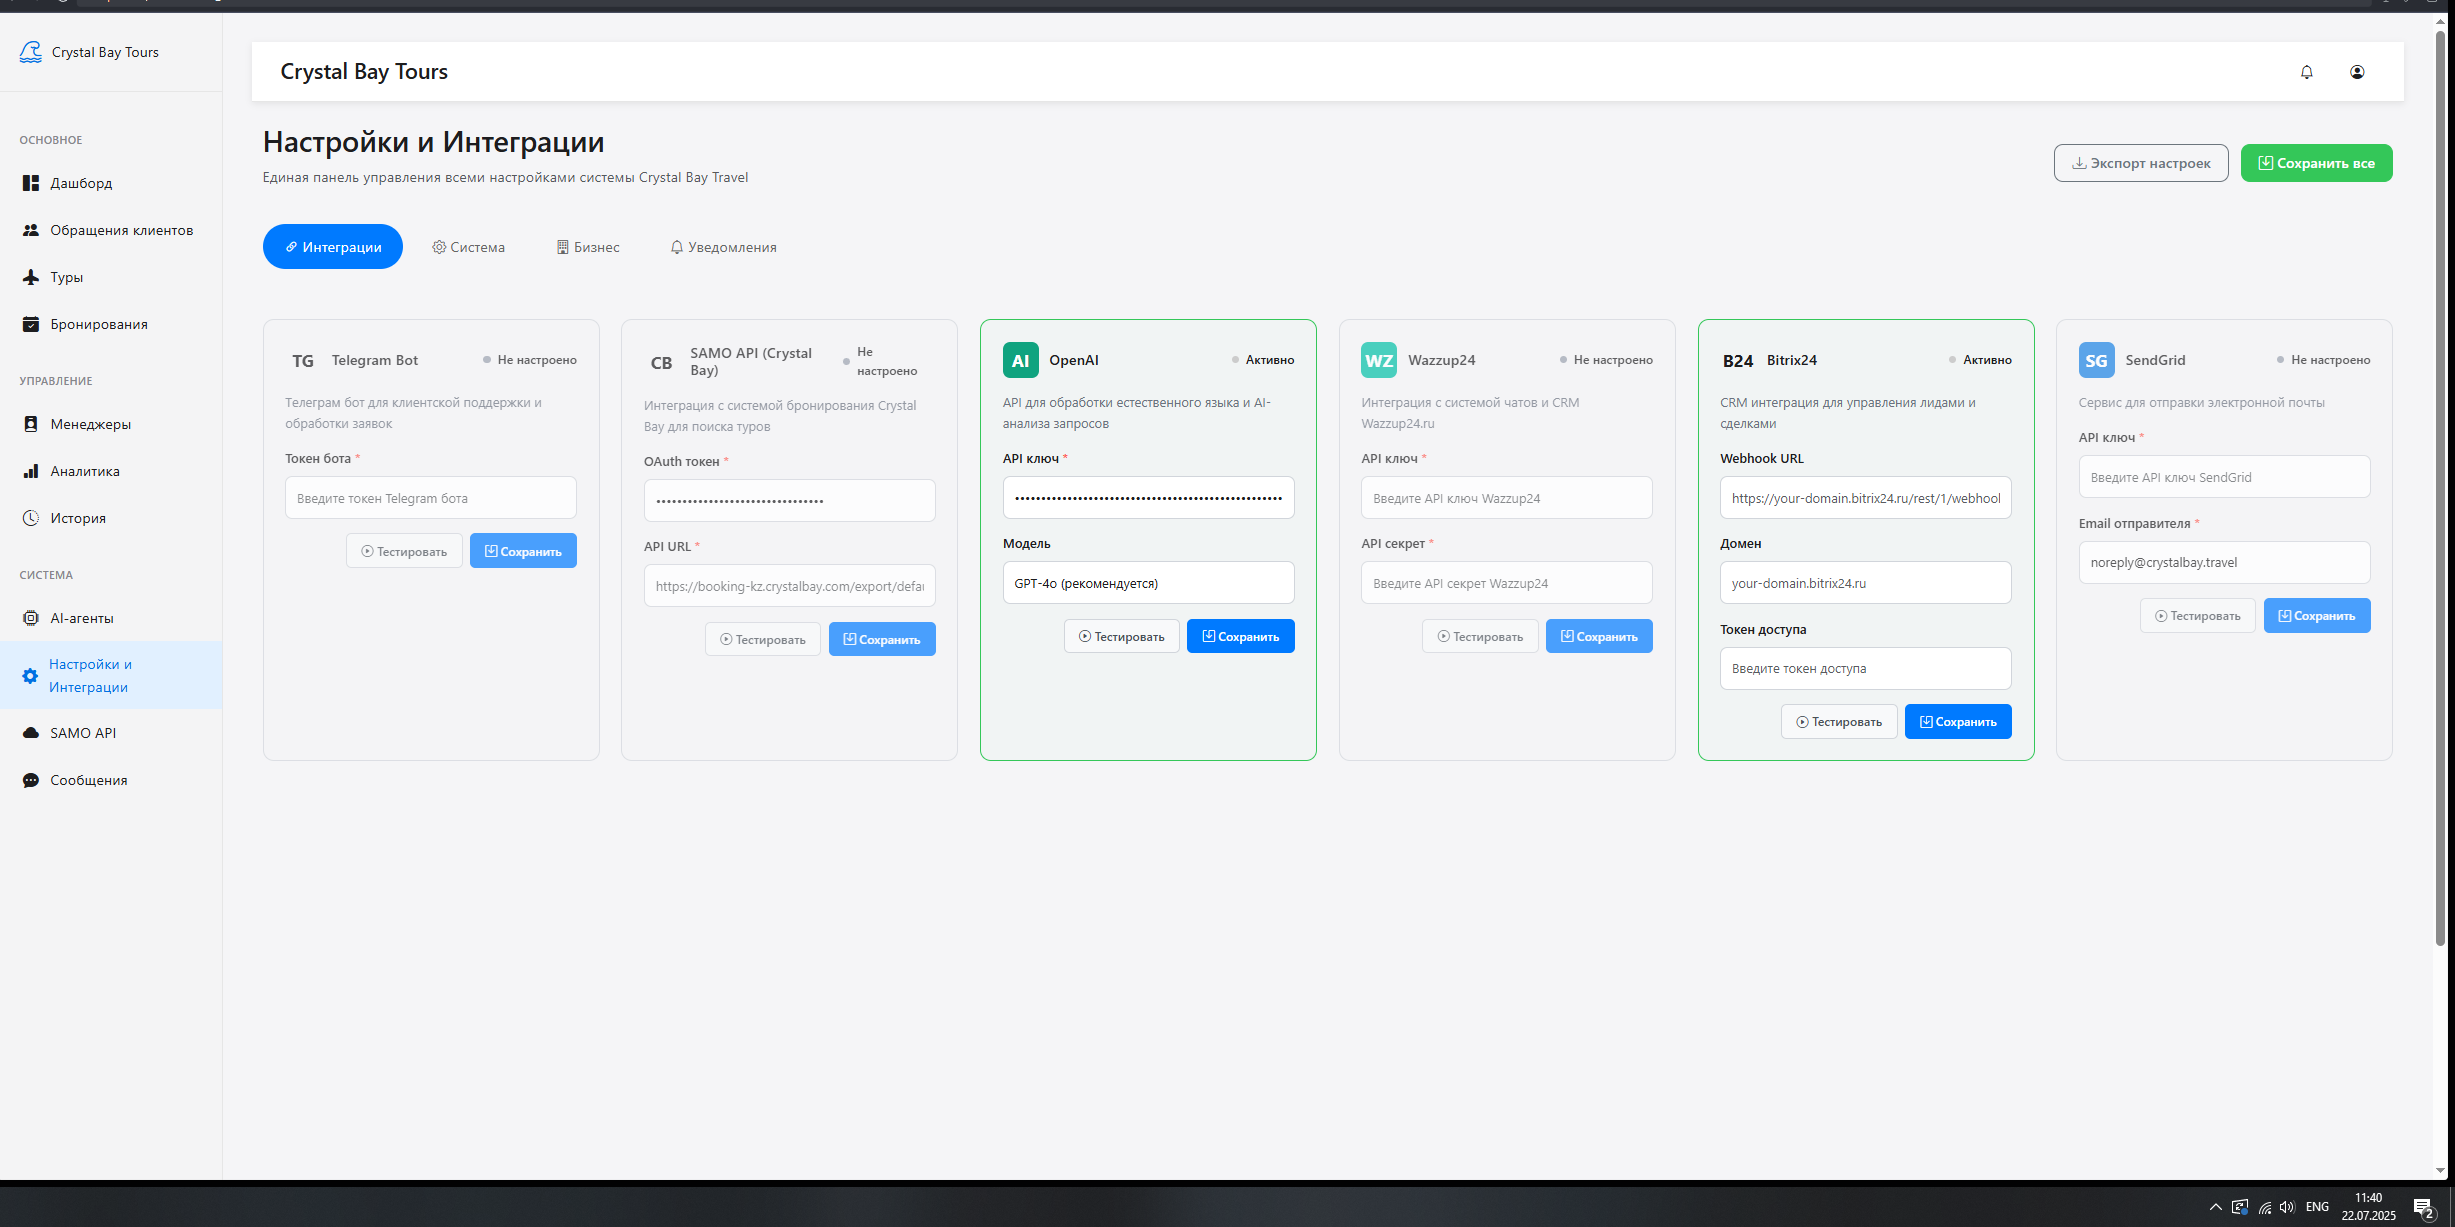 Crystal Bay Tours
ОСНОВНОЕ
Дашборд
Обращения клиентов
Туры
Бронирования
УПРАВЛЕНИЕ
Менеджеры
Аналитика
История
СИСТЕМА
AI-агенты
Настройки и
Интеграции
SAMO API
Сообщения
Crystal Bay Tours
Настройки и Интеграции
Единая панель управления всеми настройками системы Crystal Bay Travel
Экспорт настроек
Сохранить все
Интеграции
Система
Бизнес
Уведомления
TG Telegram Bot Не настроено
Телеграм бот для клиентской поддержки и
обработки заявок
Токен бота *
Введите токен Telegram бота
Тестировать Сохранить
CB SAMO API (Crystal
Bay)
Не
настроено
Интеграция с системой бронирования Crystal
Bay для поиска туров
OAuth токен *
••••••••••••••••••••••••••••••••
API URL *
https://booking-kz.crystalbay.com/export/defau
Тестировать Сохранить
AI OpenAI Активно
API для обработки естественного языка и AI-
анализа запросов
API ключ *
•••••••••••••••••••••••••••••••••••••••••••••••••••
Модель
GPT-4o (рекомендуется)
Тестировать Сохранить
WZ Wazzup24 Не настроено
Интеграция с системой чатов и CRM
Wazzup24.ru
API ключ *
Введите API ключ Wazzup24
API секрет *
Введите API секрет Wazzup24
Тестировать Сохранить
B24 Bitrix24 Активно
CRM интеграция для управления лидами и
сделками
Webhook URL
https://your-domain.bitrix24.ru/rest/1/webhool
Домен
your-domain.bitrix24.ru
Токен доступа
Введите токен доступа
Тестировать Сохранить
SG SendGrid Не настроено
Сервис для отправки электронной почты
API ключ *
Введите API ключ SendGrid
Email отправителя *
noreply@crystalbay.travel
Тестировать Сохранить
ENG
11:40
22.07.2025
2